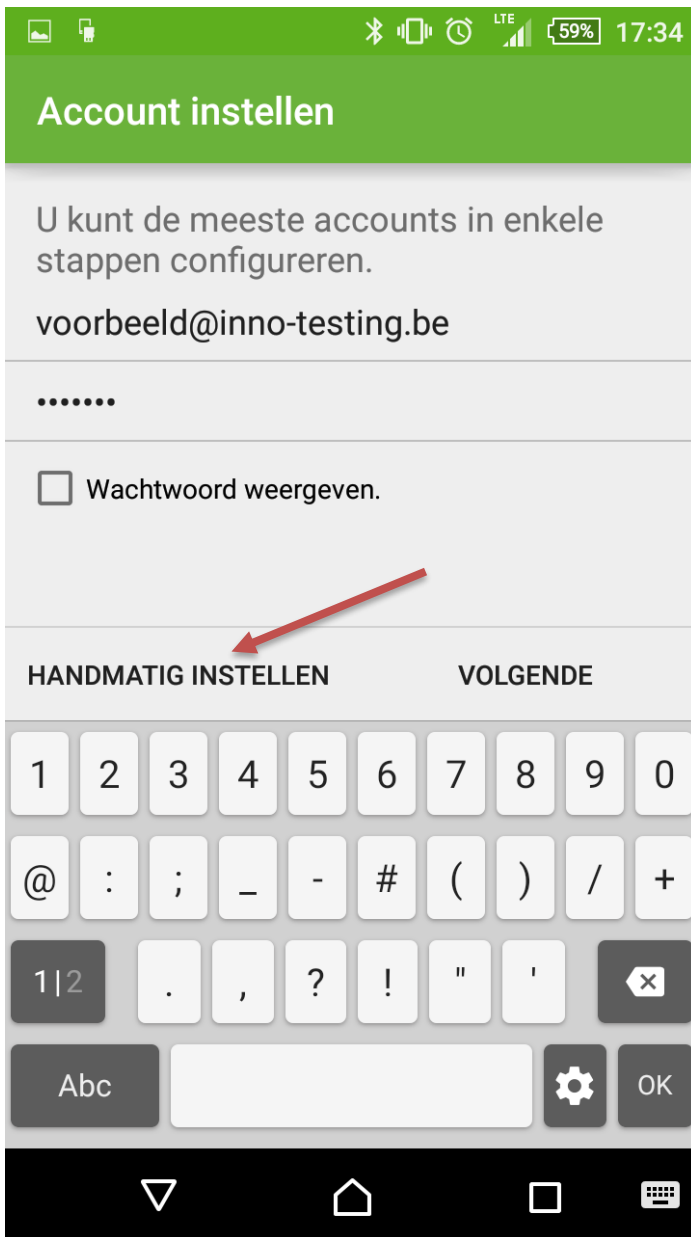 LTE 59% 17:34
Account instellen
U kunt de meeste accounts in enkele
stappen configureren.
voorbeeld@inno-testing.be
•••••••
Wachtwoord weergeven.
HANDMATIG INSTELLEN VOLGENDE
1 2 3 4 5 6 7 8 9 0
@ : ; _ - # ( ) / +
1|2 . , ? ! " '
Abc OK